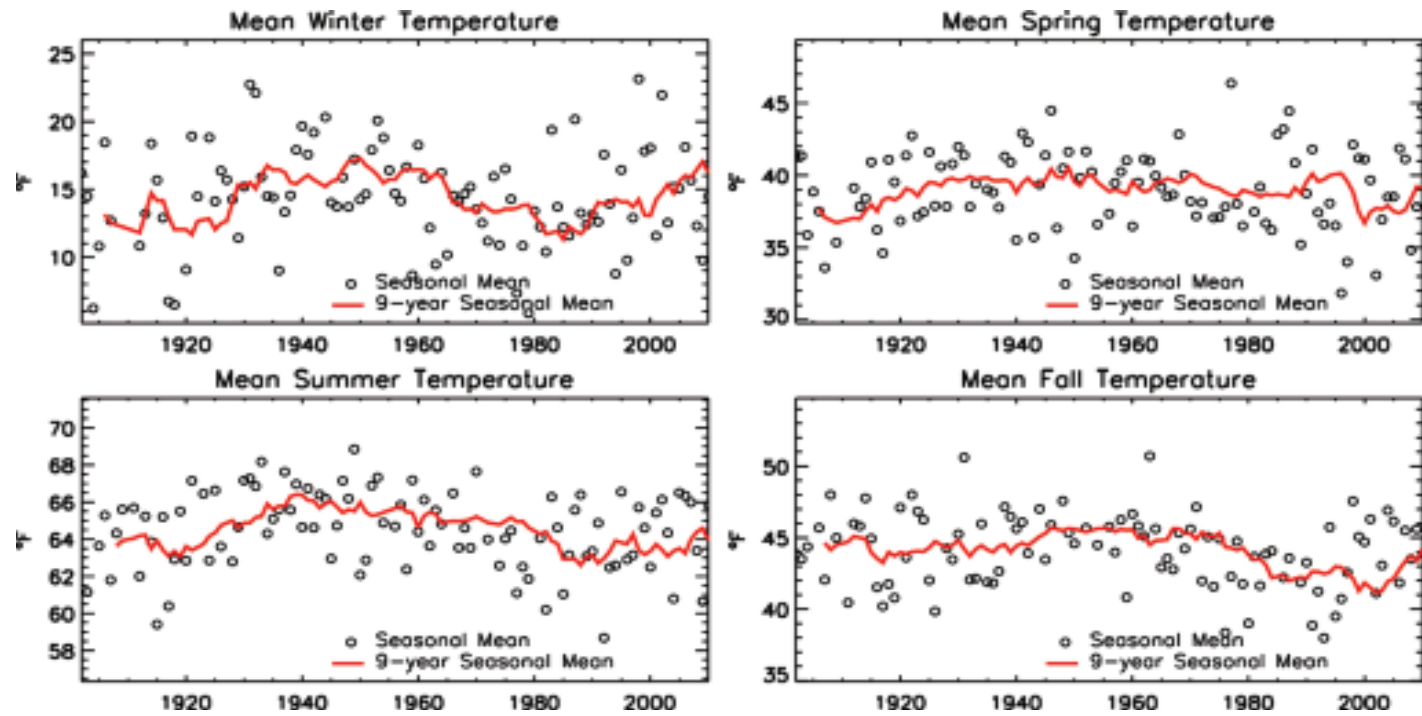 Mean Winter Temperature
25
20
15
10
°F
Seasonal Mean
9-year Seasonal Mean
1920 1940 1960 1980 2000
Mean Spring Temperature
45
40
35
30
°F
Seasonal Mean
9-year Seasonal Mean
1920 1940 1960 1980 2000
Mean Summer Temperature
70
68
66
64
62
60
58
°F
Seasonal Mean
9-year Seasonal Mean
1920 1940 1960 1980 2000
Mean Fall Temperature
50
45
40
35
°F
Seasonal Mean
9-year Seasonal Mean
1920 1940 1960 1980 2000